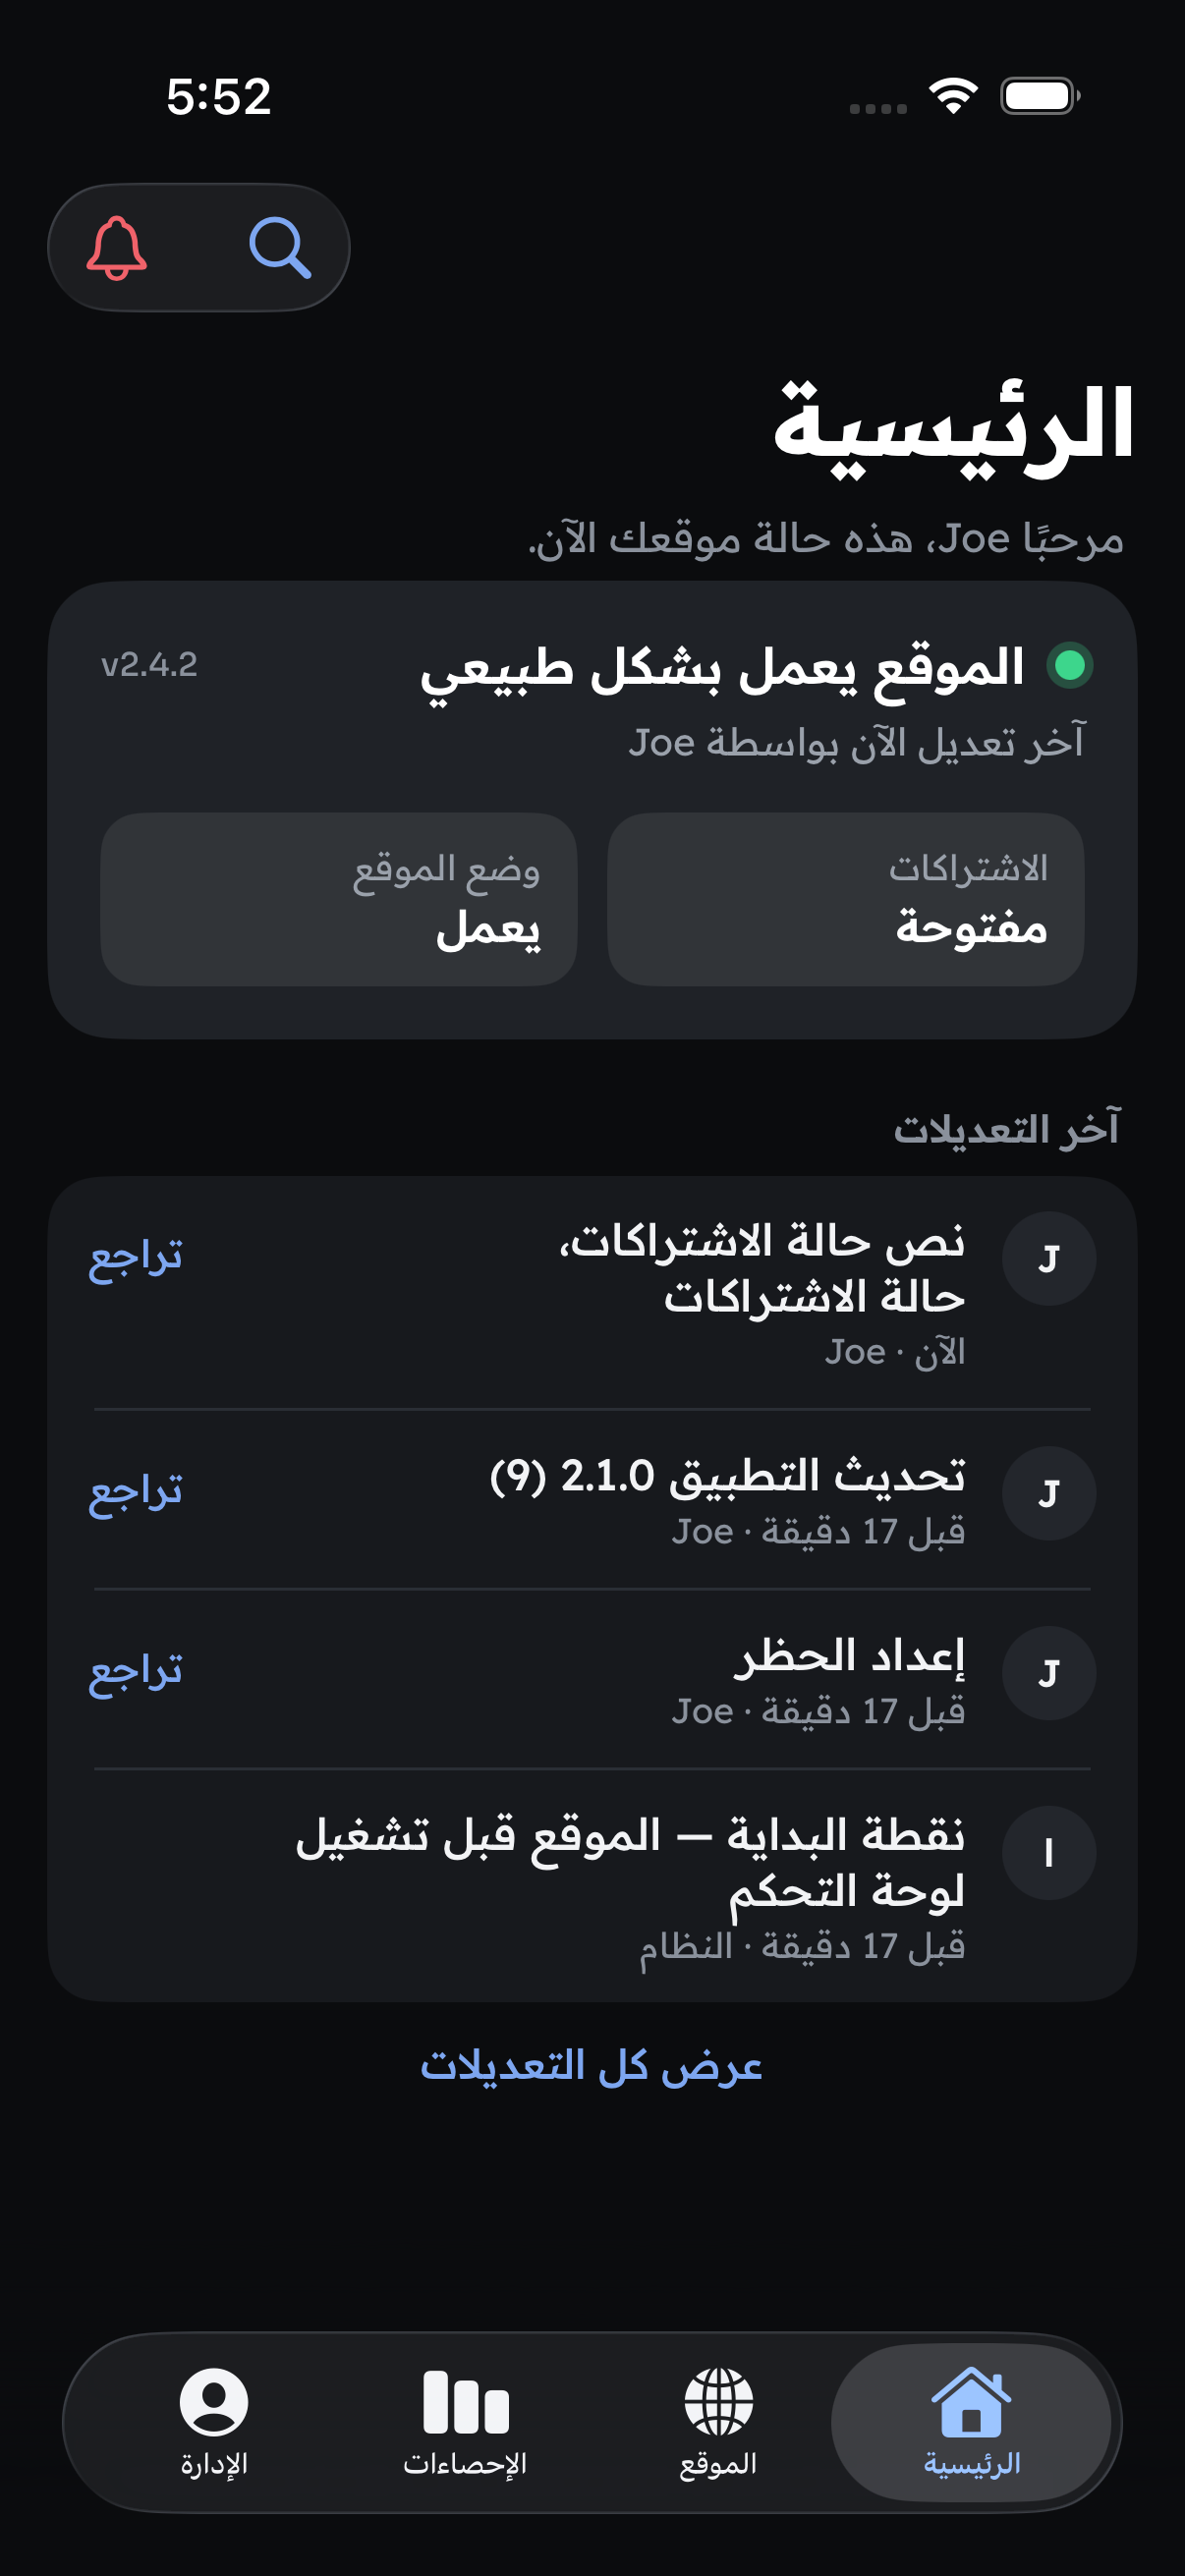 5:52
الرئيسية
مرحبًا Joe، هذه حالة موقعك الآن.
الموقع يعمل بشكل طبيعي
v2.4.2
آخر تعديل الآن بواسطة Joe
الاشتراكات
مفتوحة
وضع الموقع
يعمل
آخر التعديلات
J
نص حالة الاشتراكات،
حالة الاشتراكات
الآن · Joe
تراجع
J
تحديث التطبيق 2.1.0 (9)
قبل 17 دقيقة · Joe
تراجع
J
إعداد الحظر
قبل 17 دقيقة · Joe
تراجع
ا
نقطة البداية — الموقع قبل تشغيل
لوحة التحكم
قبل 17 دقيقة · النظام
عرض كل التعديلات
الرئيسية
الموقع
الإحصاءات
الإدارة